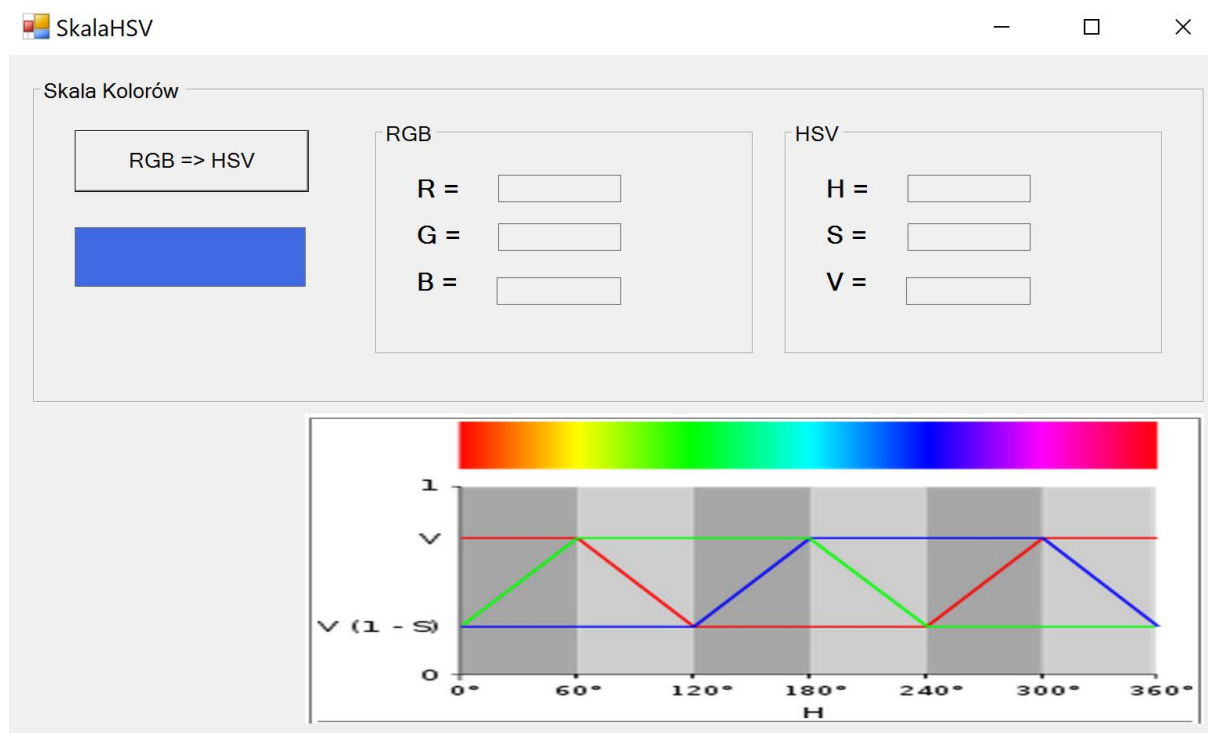 SkalaHSV
Skala Kolorów
RGB => HSV
RGB
R =
G =
B =
HSV
H =
S =
V =
1
V
V (1 - S)
0
0° 60° 120° 180° 240° 300° 360°
H